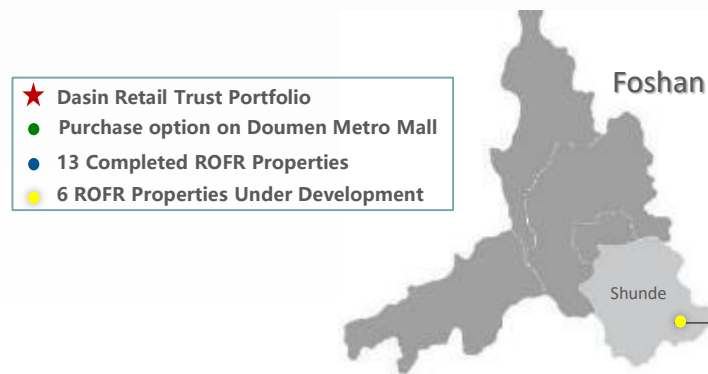 Dasin Retail Trust Portfolio
Purchase option on Doumen Metro Mall
13 Completed ROFR Properties
6 ROFR Properties Under Development
Foshan
Shunde